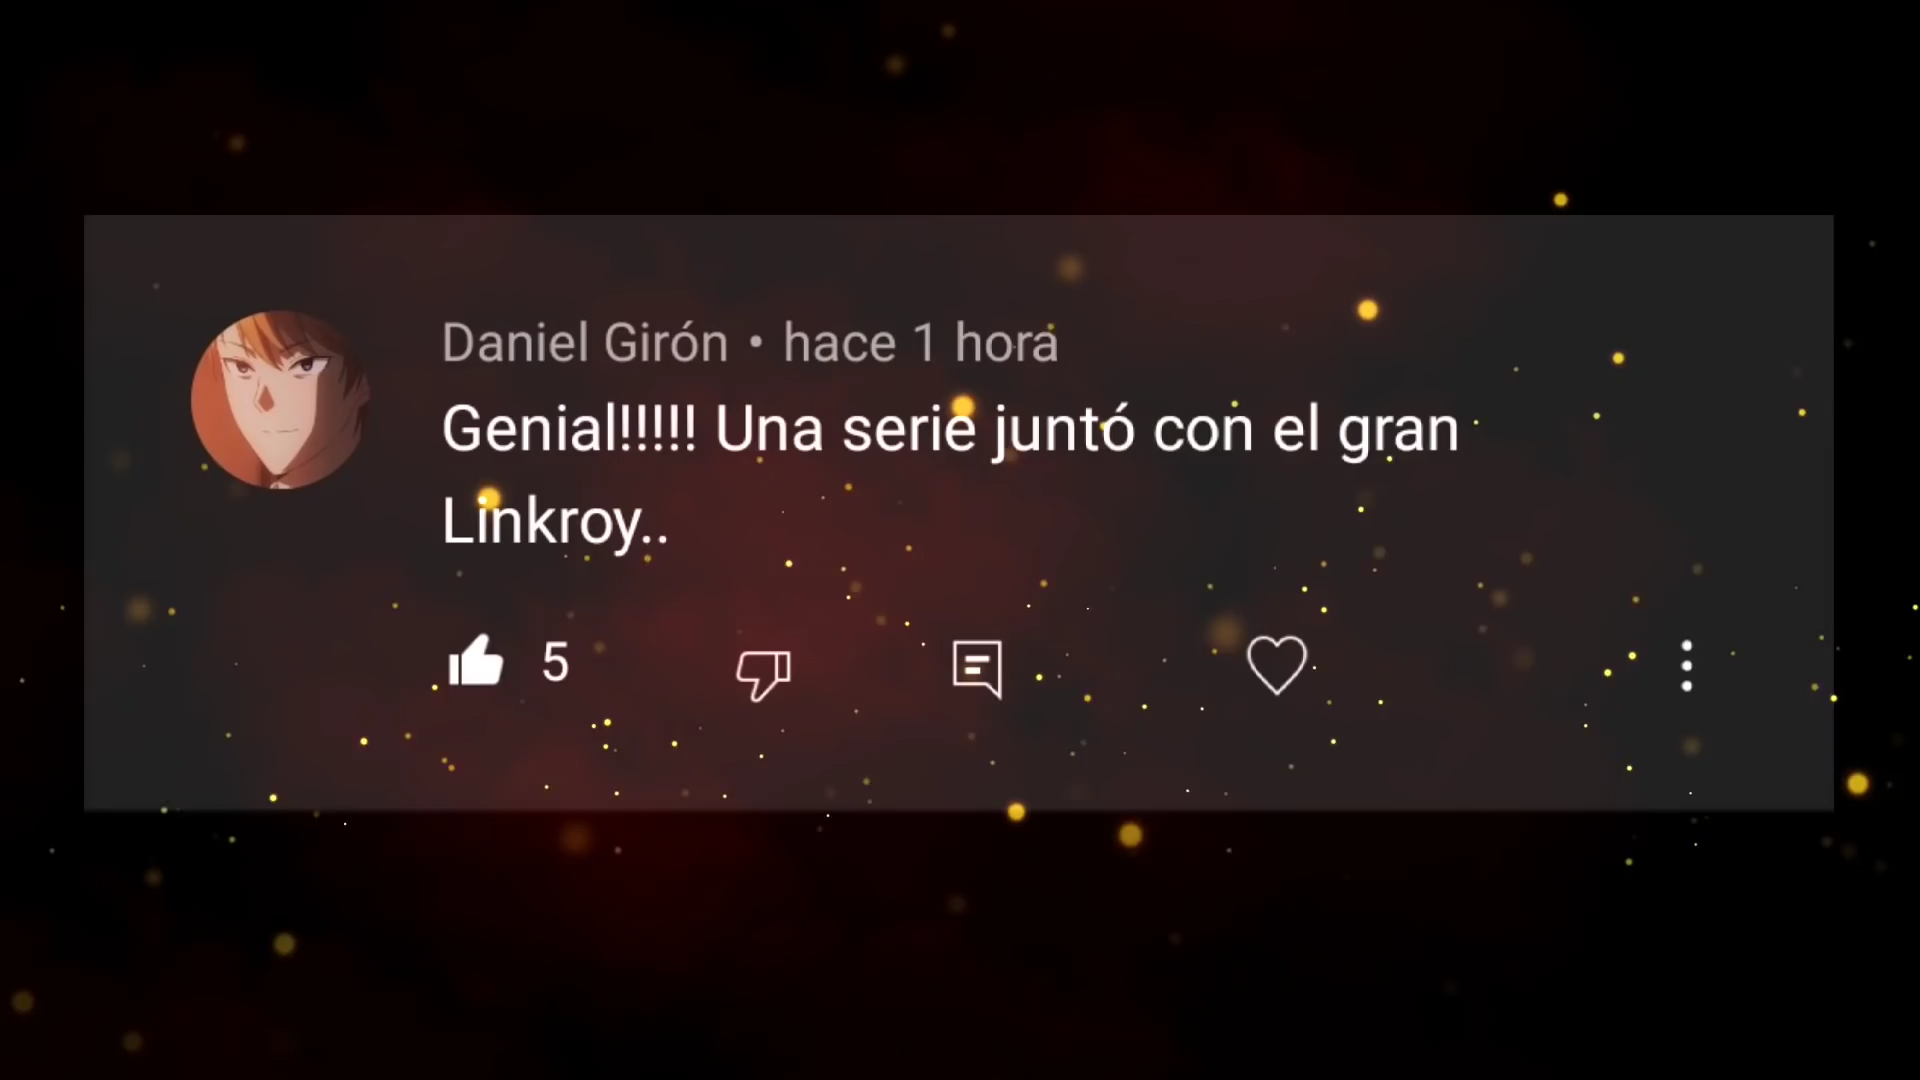 Daniel Girón • hace 1 hora
Genial!!!!! Una serie juntó con el gran
Linkroy..
5